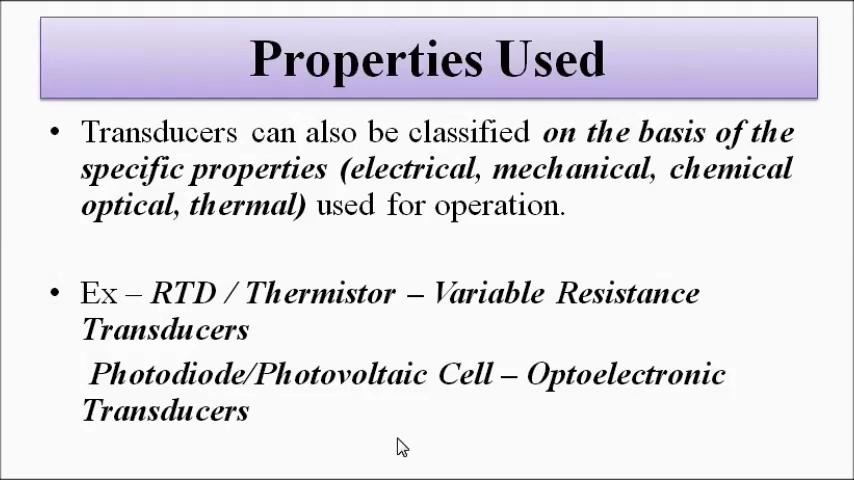 Properties Used
• Transducers can also be classified on the basis of the
specific properties (electrical, mechanical, chemical
optical, thermal) used for operation.
• Ex – RTD / Thermistor – Variable Resistance
Transducers
Photodiode/Photovoltaic Cell – Optoelectronic
Transducers